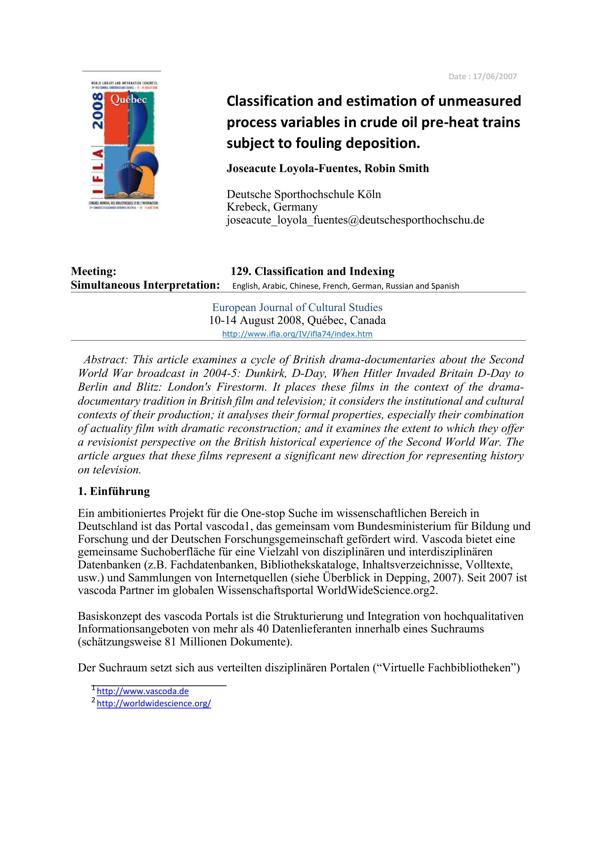 Date : 17/06/2007
WORLD LIBRARY AND INFORMATION CONGRESS:
Québec
IFLA 2008
Classification and estimation of unmeasured
process variables in crude oil pre-heat trains
subject to fouling deposition.
Joseacute Loyola-Fuentes, Robin Smith
Deutsche Sporthochschule Köln
Krebeck, Germany
joseacute_loyola_fuentes@deutschesporthochschu.de
Meeting: 129. Classification and Indexing
Simultaneous Interpretation: English, Arabic, Chinese, French, German, Russian and Spanish
European Journal of Cultural Studies
10-14 August 2008, Québec, Canada
http://www.ifla.org/IV/ifla74/index.htm
Abstract: This article examines a cycle of British drama-documentaries about the Second
World War broadcast in 2004-5: Dunkirk, D-Day, When Hitler Invaded Britain D-Day to
Berlin and Blitz: London's Firestorm. It places these films in the context of the drama-
documentary tradition in British film and television; it considers the institutional and cultural
contexts of their production; it analyses their formal properties, especially their combination
of actuality film with dramatic reconstruction; and it examines the extent to which they offer
a revisionist perspective on the British historical experience of the Second World War. The
article argues that these films represent a significant new direction for representing history
on television.
1. Einführung
Ein ambitioniertes Projekt für die One-stop Suche im wissenschaftlichen Bereich in
Deutschland ist das Portal vascoda1, das gemeinsam vom Bundesministerium für Bildung und
Forschung und der Deutschen Forschungsgemeinschaft gefördert wird. Vascoda bietet eine
gemeinsame Suchoberfläche für eine Vielzahl von disziplinären und interdisziplinären
Datenbanken (z.B. Fachdatenbanken, Bibliothekskataloge, Inhaltsverzeichnisse, Volltexte,
usw.) und Sammlungen von Internetquellen (siehe Überblick in Depping, 2007). Seit 2007 ist
vascoda Partner im globalen Wissenschaftsportal WorldWideScience.org2.
Basiskonzept des vascoda Portals ist die Strukturierung und Integration von hochqualitativen
Informationsangeboten von mehr als 40 Datenlieferanten innerhalb eines Suchraums
(schätzungsweise 81 Millionen Dokumente).
Der Suchraum setzt sich aus verteilten disziplinären Portalen (“Virtuelle Fachbibliotheken”)
1 http://www.vascoda.de
2 http://worldwidescience.org/